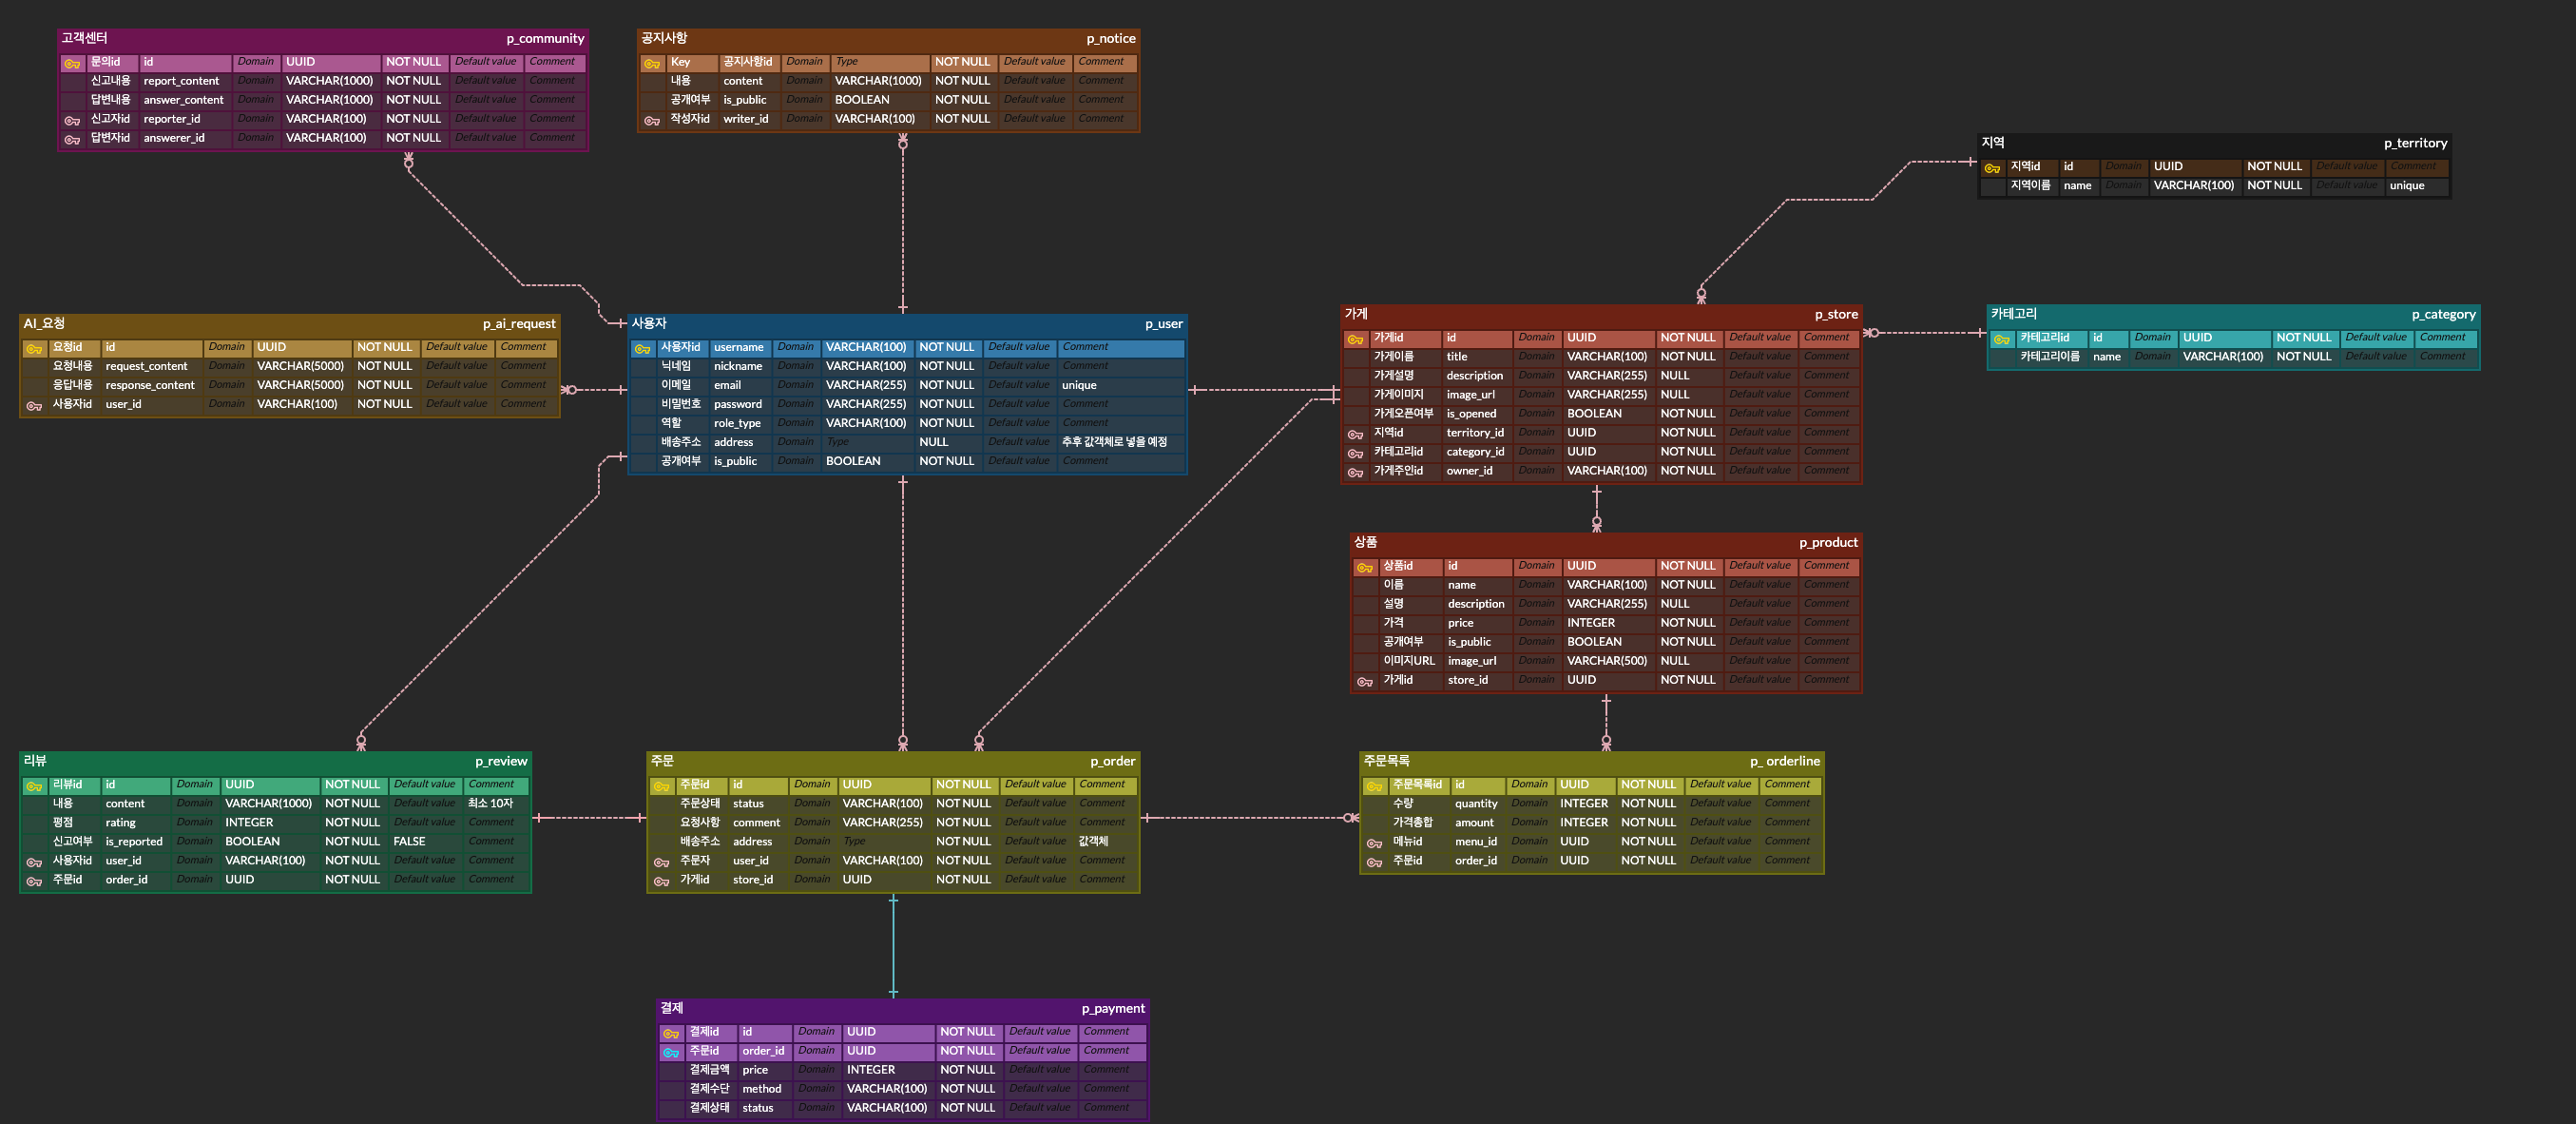 고객센터 p_community
문의id id Domain UUID NOT NULL Default value Comment
신고내용 report_content Domain VARCHAR(1000) NOT NULL Default value Comment
답변내용 answer_content Domain VARCHAR(1000) NOT NULL Default value Comment
신고자id reporter_id Domain VARCHAR(100) NOT NULL Default value Comment
답변자id answerer_id Domain VARCHAR(100) NOT NULL Default value Comment
공지사항 p_notice
Key 공지사항id Domain Type NOT NULL Default value Comment
내용 content Domain VARCHAR(1000) NOT NULL Default value Comment
공개여부 is_public Domain BOOLEAN NOT NULL Default value Comment
작성자id writer_id Domain VARCHAR(100) NOT NULL Default value Comment
지역 p_territory
지역id id Domain UUID NOT NULL Default value Comment
지역이름 name Domain VARCHAR(100) NOT NULL Default value unique
AI_요청 p_ai_request
요청id id Domain UUID NOT NULL Default value Comment
요청내용 request_content Domain VARCHAR(5000) NOT NULL Default value Comment
응답내용 response_content Domain VARCHAR(5000) NOT NULL Default value Comment
사용자id user_id Domain VARCHAR(100) NOT NULL Default value Comment
사용자 p_user
사용자id username Domain VARCHAR(100) NOT NULL Default value Comment
닉네임 nickname Domain VARCHAR(100) NOT NULL Default value Comment
이메일 email Domain VARCHAR(255) NOT NULL Default value unique
비밀번호 password Domain VARCHAR(255) NOT NULL Default value Comment
역할 role_type Domain VARCHAR(100) NOT NULL Default value Comment
배송주소 address Domain Type NULL Default value 추후 값객체로 넣을 예정
공개여부 is_public Domain BOOLEAN NOT NULL Default value Comment
가게 p_store
가게id id Domain UUID NOT NULL Default value Comment
가게이름 title Domain VARCHAR(100) NOT NULL Default value Comment
가게설명 description Domain VARCHAR(255) NULL Default value Comment
가게이미지 image_url Domain VARCHAR(255) NULL Default value Comment
가게오픈여부 is_opened Domain BOOLEAN NOT NULL Default value Comment
지역id territory_id Domain UUID NOT NULL Default value Comment
카테고리id category_id Domain UUID NOT NULL Default value Comment
가게주인id owner_id Domain VARCHAR(100) NOT NULL Default value Comment
카테고리 p_category
카테고리id id Domain UUID NOT NULL Default value Comment
카테고리이름 name Domain VARCHAR(100) NOT NULL Default value Comment
상품 p_product
상품id id Domain UUID NOT NULL Default value Comment
이름 name Domain VARCHAR(100) NOT NULL Default value Comment
설명 description Domain VARCHAR(255) NULL Default value Comment
가격 price Domain INTEGER NOT NULL Default value Comment
공개여부 is_public Domain BOOLEAN NOT NULL Default value Comment
이미지URL image_url Domain VARCHAR(500) NULL Default value Comment
가게id store_id Domain UUID NOT NULL Default value Comment
리뷰 p_review
리뷰id id Domain UUID NOT NULL Default value Comment
내용 content Domain VARCHAR(1000) NOT NULL Default value 최소 10자
평점 rating Domain INTEGER NOT NULL Default value Comment
신고여부 is_reported Domain BOOLEAN NOT NULL FALSE Comment
사용자id user_id Domain VARCHAR(100) NOT NULL Default value Comment
주문id order_id Domain UUID NOT NULL Default value Comment
주문 p_order
주문id id Domain UUID NOT NULL Default value Comment
주문상태 status Domain VARCHAR(100) NOT NULL Default value Comment
요청사항 comment Domain VARCHAR(255) NOT NULL Default value Comment
배송주소 address Domain Type NOT NULL Default value 값객체
주문자 user_id Domain VARCHAR(100) NOT NULL Default value Comment
가게id store_id Domain UUID NOT NULL Default value Comment
주문목록 p_ orderline
주문목록id id Domain UUID NOT NULL Default value Comment
수량 quantity Domain INTEGER NOT NULL Default value Comment
가격총합 amount Domain INTEGER NOT NULL Default value Comment
메뉴id menu_id Domain UUID NOT NULL Default value Comment
주문id order_id Domain UUID NOT NULL Default value Comment
결제 p_payment
결제id id Domain UUID NOT NULL Default value Comment
주문id order_id Domain UUID NOT NULL Default value Comment
결제금액 price Domain INTEGER NOT NULL Default value Comment
결제수단 method Domain VARCHAR(100) NOT NULL Default value Comment
결제상태 status Domain VARCHAR(100) NOT NULL Default value Comment